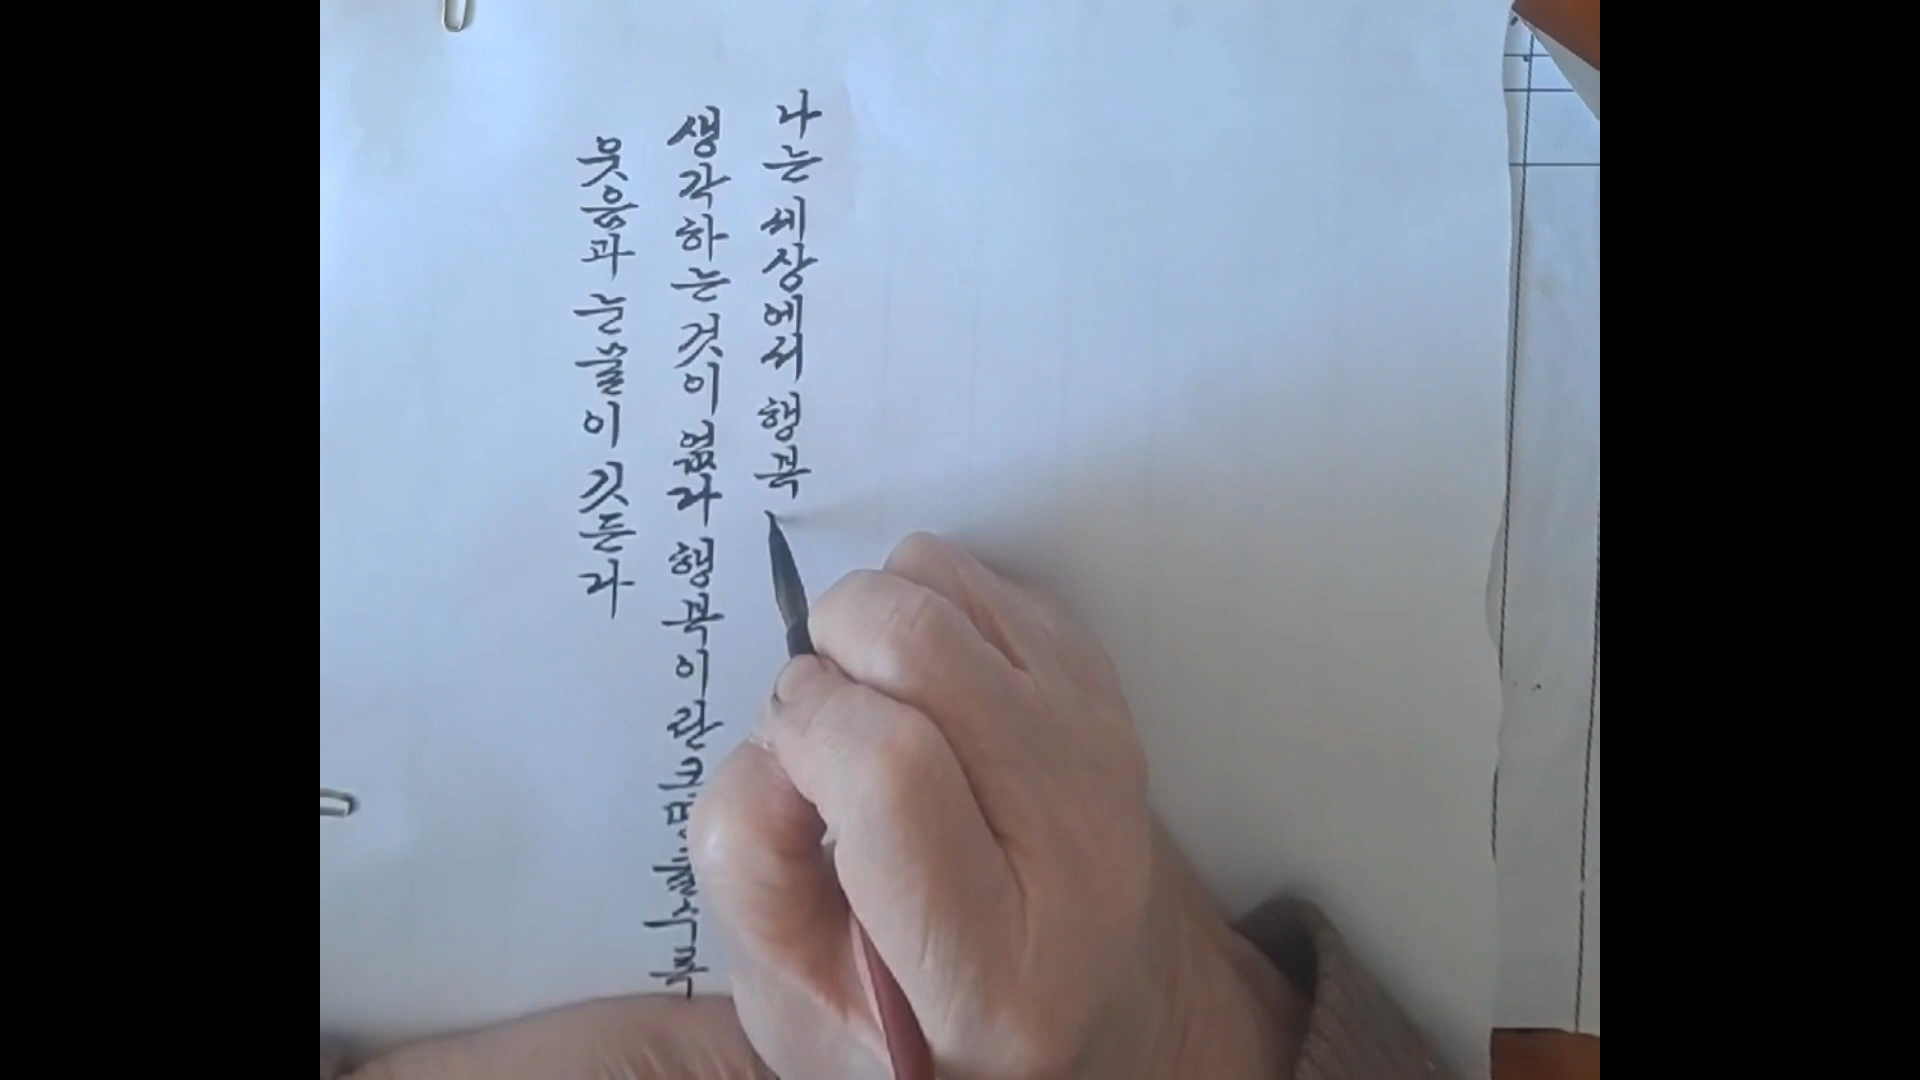 나는 세상에서 행복
생각하는 것이 없다 행복이란
웃음과 눈물이 깃든다